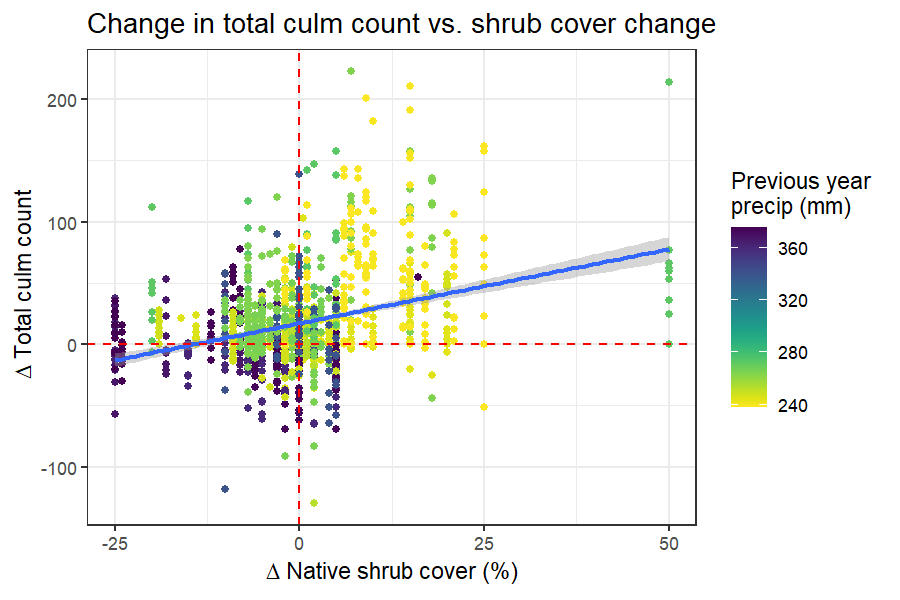 Change in total culm count vs. shrub cover change
Δ Total culm count
200
100
0
-100
-25
0
25
50
Δ Native shrub cover (%)
Previous year
precip (mm)
360
320
280
240